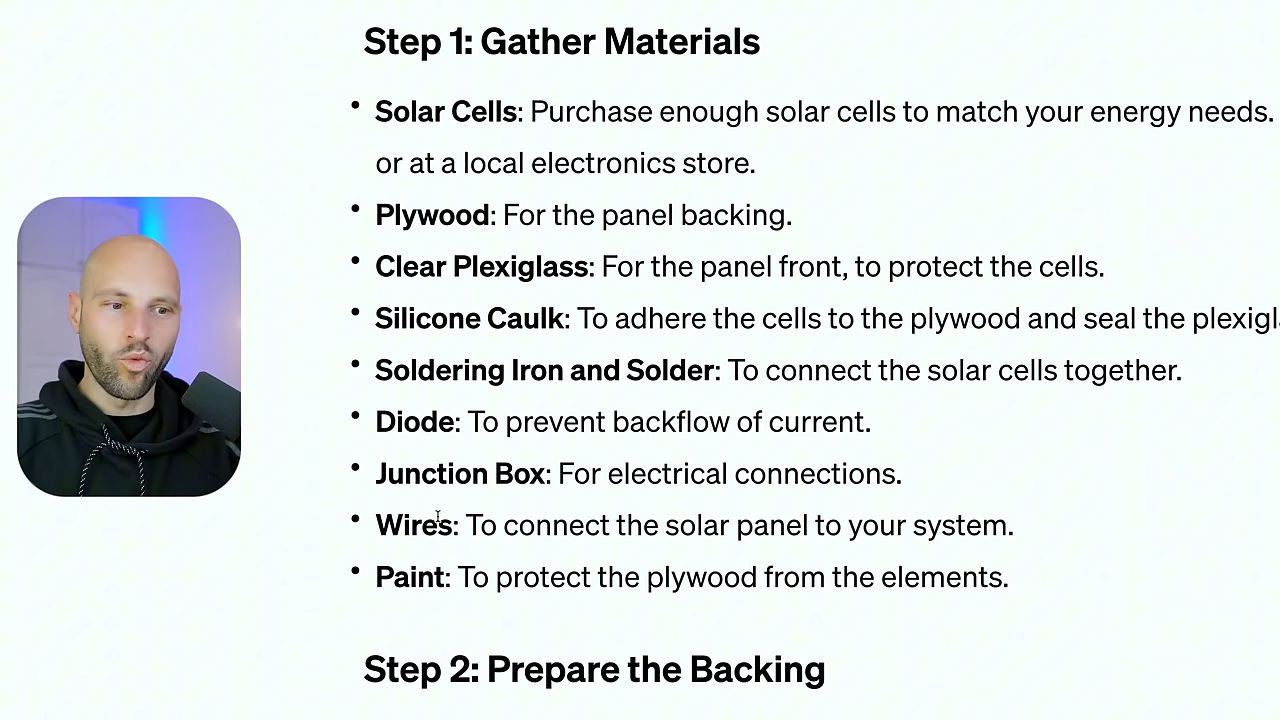 Step 1: Gather Materials
• Solar Cells: Purchase enough solar cells to match your energy needs.
or at a local electronics store.
• Plywood: For the panel backing.
• Clear Plexiglass: For the panel front, to protect the cells.
• Silicone Caulk: To adhere the cells to the plywood and seal the
• Soldering Iron and Solder: To connect the solar cells together.
• Diode: To prevent backflow of current.
• Junction Box: For electrical connections.
• Wires: To connect the solar panel to your system.
• Paint: To protect the plywood from the elements.
Step 2: Prepare the Backing